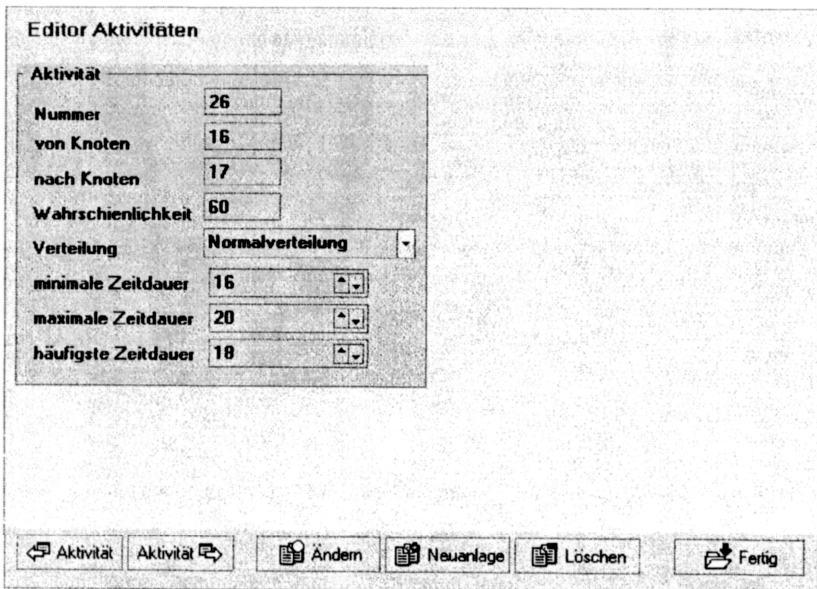 Editor Aktivitäten
Aktivität
Nummer 26
von Knoten 16
nach Knoten 17
Wahrschienlichkeit 60
Verteilung Normalverteilung
minimale Zeitdauer 16
maximale Zeitdauer 20
häufigste Zeitdauer 18
Aktivität Aktivität Ändern Neuanlage Löschen Fertig